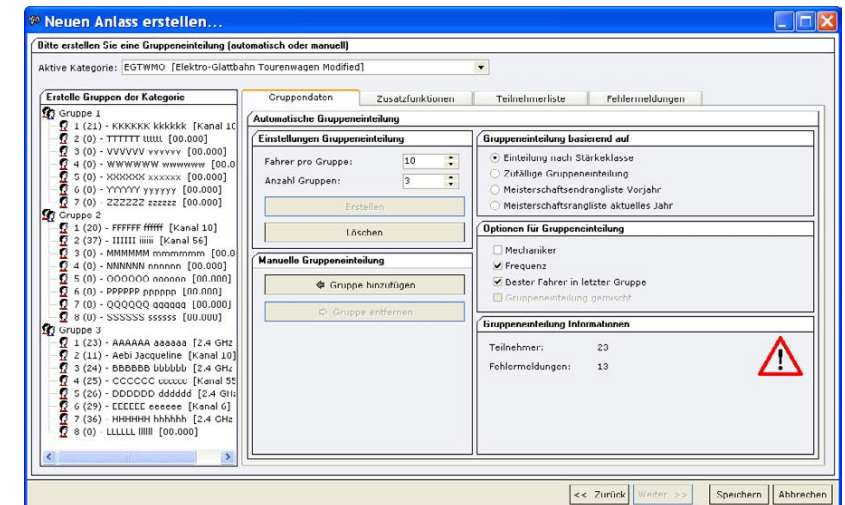 Neuen Anlass erstellen...
Bitte erstellen Sie eine Gruppeneinteilung (automatisch oder manuell)
Aktive Kategorie: EGTWMO [Elektro-Glattbahn Tourenwagen Modified]
Erstelle Gruppen der Kategorie
Gruppe 1
1 (21) - KKKKKK kkkkkk [Kanal 10
2 (0) - TTTTTT tttttt [00.000]
3 (0) - VVVVVV vvvvvv [00.000]
4 (0) - WWWWWW wwwwww [00.0
5 (0) - XXXXXX xxxxxx [00.000]
6 (0) - YYYYYY yyyyyy [00.000]
7 (0) - ZZZZZZ zzzzzz [00.000]
Gruppe 2
1 (20) - FFFFFF ffffff [Kanal 10]
2 (37) - IIIIII iiiiii [Kanal 56]
3 (0) - MMMMMM mmmmmm [00.0
4 (0) - NNNNNN nnnnnn [00.000]
5 (0) - OOOOOO oooooo [00.000]
6 (0) - PPPPPP pppppp [00.000]
7 (0) - QQQQQQ qqqqqq [00.000]
8 (0) - SSSSSS ssssss [00.000]
Gruppe 3
1 (23) - AAAAAA aaaaaa [2.4 GHz
2 (11) - Aebi Jacqueline [Kanal 10]
3 (24) - BBBBBB bbbbbb [2.4 GHz
4 (25) - CCCCCC cccccc [Kanal 55
5 (26) - DDDDDD dddddd [2.4 GHz
6 (29) - EEEEEE eeeeee [Kanal 6]
7 (36) - HHHHHH hhhhhh [2.4 GHz
8 (0) - LLLLLL llllll [00.000]
Gruppendaten Zusatzfunktionen Teilnehmerliste Fehlermeldungen
Automatische Gruppeneinteilung
Einstellungen Gruppeneinteilung
Fahrer pro Gruppe: 10
Anzahl Gruppen: 3
Erstellen
Löschen
Manuelle Gruppeneinteilung
Gruppe hinzufügen
Gruppe entfernen
Gruppeneinteilung basierend auf
Einteilung nach Stärkeklasse
Zufällige Gruppeneinteilung
Meisterschaftsendrangliste Vorjahr
Meisterschaftsrangliste aktuelles Jahr
Optionen für Gruppeneinteilung
Mechaniker
Frequenz
Bester Fahrer in letzter Gruppe
Gruppeneinteilung gemischt
Gruppeneinteilung Informationen
Teilnehmer: 23
Fehlermeldungen: 13
<< Zurück Weiter >> Speichern Abbrechen